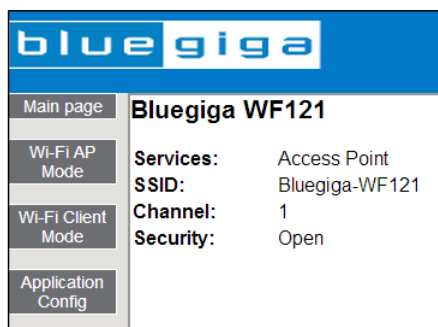 bluegiga
Main page
Bluegiga WF121
Wi-Fi AP
Mode
Services: Access Point
SSID: Bluegiga-WF121
Wi-Fi Client
Mode
Channel: 1
Security: Open
Application
Config